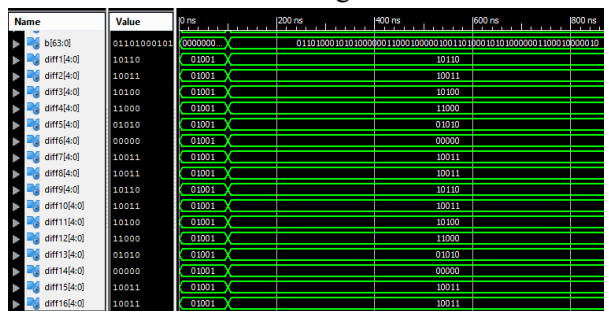 Name Value 0 ns 200 ns 400 ns 600 ns 800 ns
b[63:0] 01101000101 0000000...
diff1[4:0] 10110 01001 10110
diff2[4:0] 10011 01001 10011
diff3[4:0] 10100 01001 10100
diff4[4:0] 11000 01001 11000
diff5[4:0] 01010 01001 01010
diff6[4:0] 00000 01001 00000
diff7[4:0] 10011 01001 10011
diff8[4:0] 10011 01001 10011
diff9[4:0] 10110 01001 10110
diff10[4:0] 10011 01001 10011
diff11[4:0] 10100 01001 10100
diff12[4:0] 11000 01001 11000
diff13[4:0] 01010 01001 01010
diff14[4:0] 00000 01001 00000
diff15[4:0] 10011 01001 10011
diff16[4:0] 10011 01001 10011